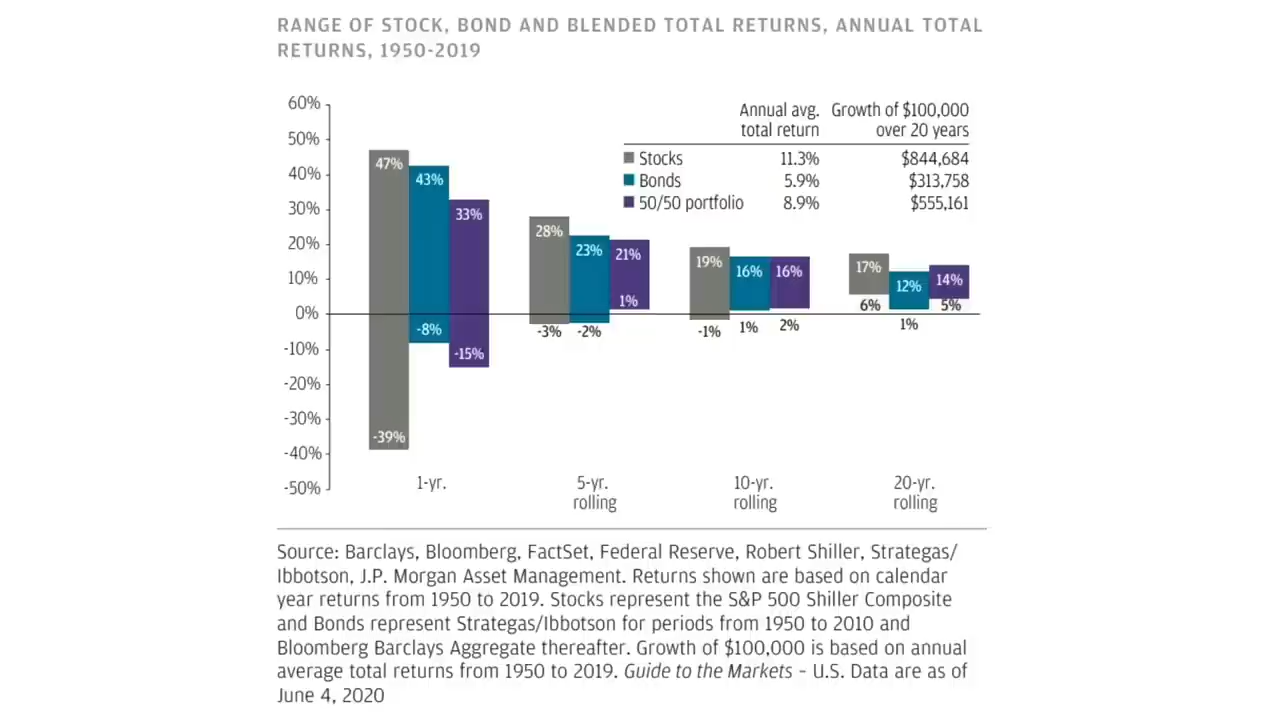 RANGE OF STOCK, BOND AND BLENDED TOTAL RETURNS, ANNUAL TOTAL
RETURNS, 1950-2019
Annual avg. Growth of $100,000
total return over 20 years
Stocks 11.3% $844,684
Bonds 5.9% $313,758
50/50 portfolio 8.9% $555,161
60%
50%
40%
30%
20%
10%
0%
-10%
-20%
-30%
-40%
-50%
47% 43% 33%
-8% -15% -39%
28% 23% 21%
1%
-3% -2%
19% 16% 16%
-1% 1% 2%
17% 12% 14%
6% 1% 5%
1-yr. 5-yr. 10-yr. 20-yr.
rolling rolling rolling
Source: Barclays, Bloomberg, FactSet, Federal Reserve, Robert Shiller, Strategas/
Ibbotson, J.P. Morgan Asset Management. Returns shown are based on calendar
year returns from 1950 to 2019. Stocks represent the S&P 500 Shiller Composite
and Bonds represent Strategas/Ibbotson for periods from 1950 to 2010 and
Bloomberg Barclays Aggregate thereafter. Growth of $100,000 is based on annual
average total returns from 1950 to 2019. Guide to the Markets – U.S. Data are as of
June 4, 2020